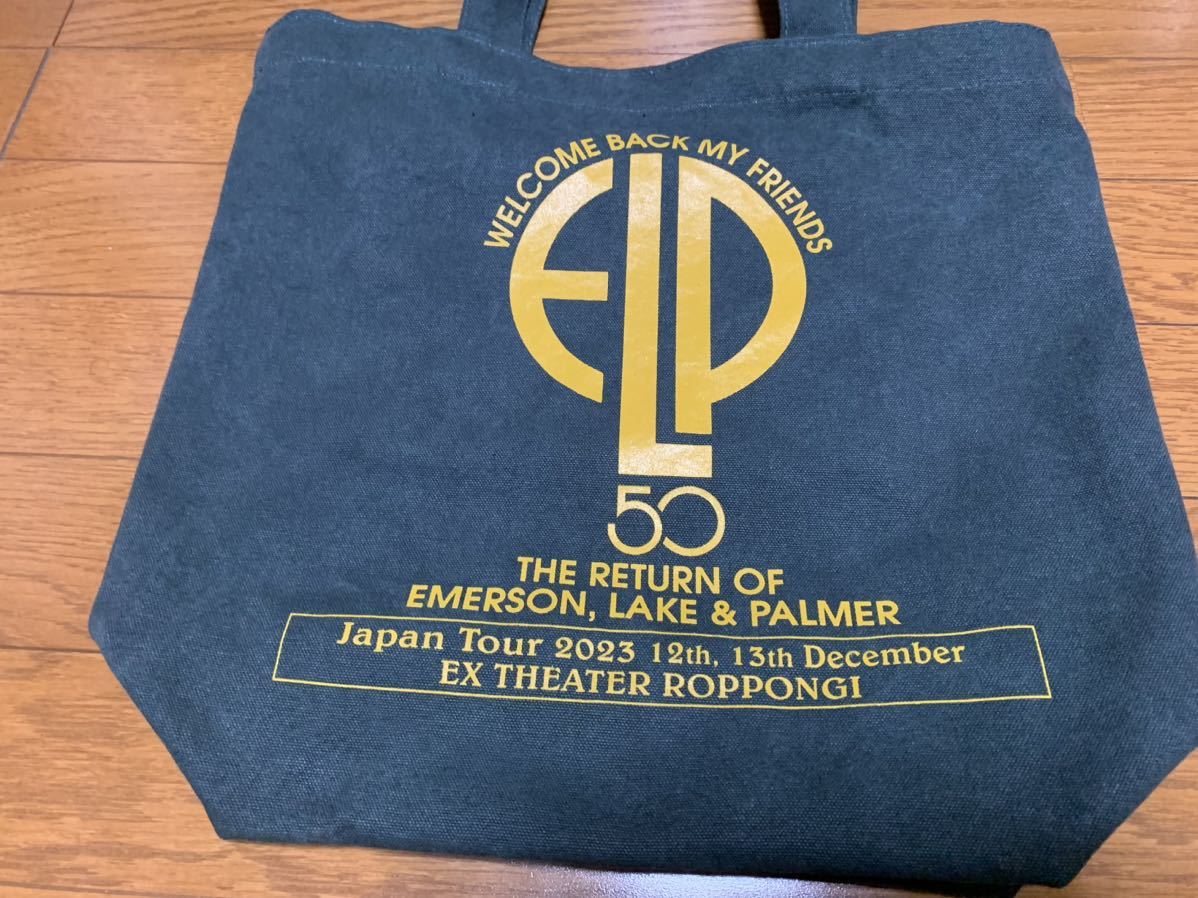 WELCOME BACK MY FRIENDS
ELP
50
THE RETURN OF
EMERSON, LAKE & PALMER
Japan Tour 2023 12th, 13th December
EX THEATER ROPPONGI